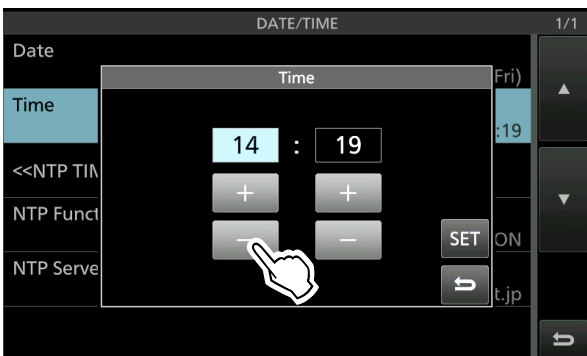 DATE/TIME 1/1
Date
Fri)
Time
Time
:19
14 : 19
<<NTP TIM
+ +
NTP Funct
- -
SET
ON
NTP Serve
t.jp